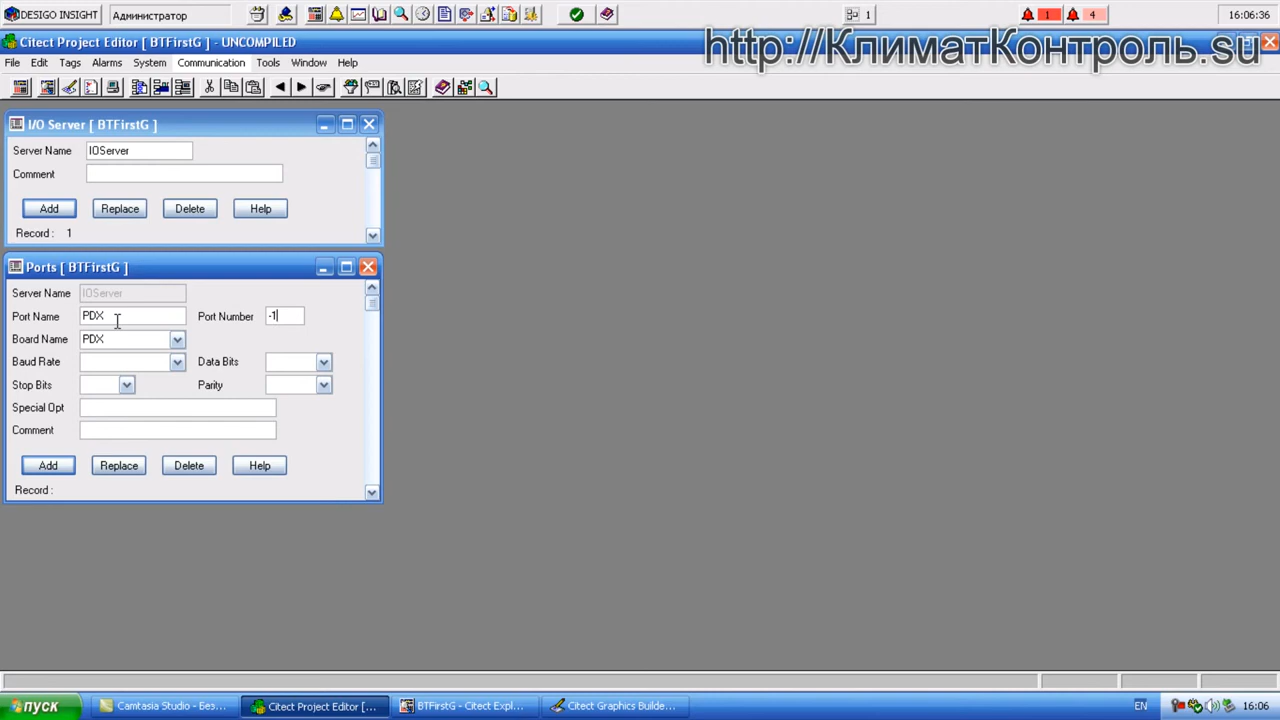 DESIGO INSIGHT Администратор 1 1 4 16:06:36
Citect Project Editor [ BTFirstG ] - UNCOMPILED
http://КлиматКонтроль.su
File Edit Tags Alarms System Communication Tools Window Help
I/O Server [ BTFirstG ]
Server Name IOServer
Comment
Add Replace Delete Help
Record : 1
Ports [ BTFirstG ]
Server Name IOServer
Port Name PDX Port Number -1
Board Name PDX
Baud Rate Data Bits
Stop Bits Parity
Special Opt
Comment
Add Replace Delete Help
Record :
пуск Camtasia Studio - Без... Citect Project Editor [... BTFirstG - Citect Expl... Citect Graphics Builde... EN 16:06